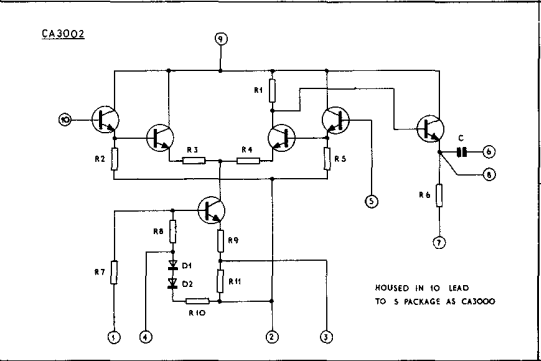 CA3002
9
R1
10
C
6
R3
R4
R2
R5
8
R6
5
7
R8
R9
R7
D1
D2
R11
R10
HOUSED IN 10 LEAD
TO 5 PACKAGE AS CA3000
1
4
2
3